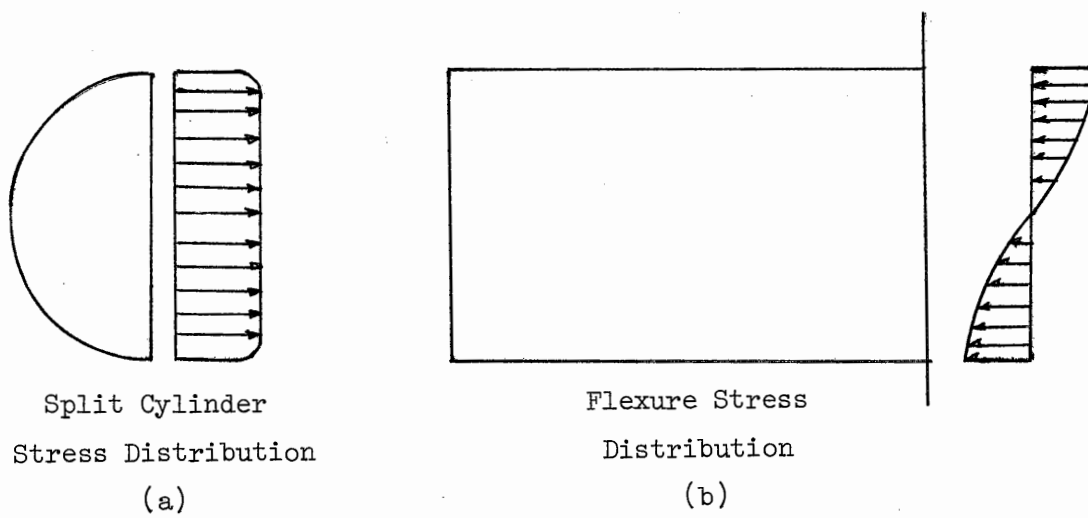 Split Cylinder
Stress Distribution
(a)
Flexure Stress
Distribution
(b)